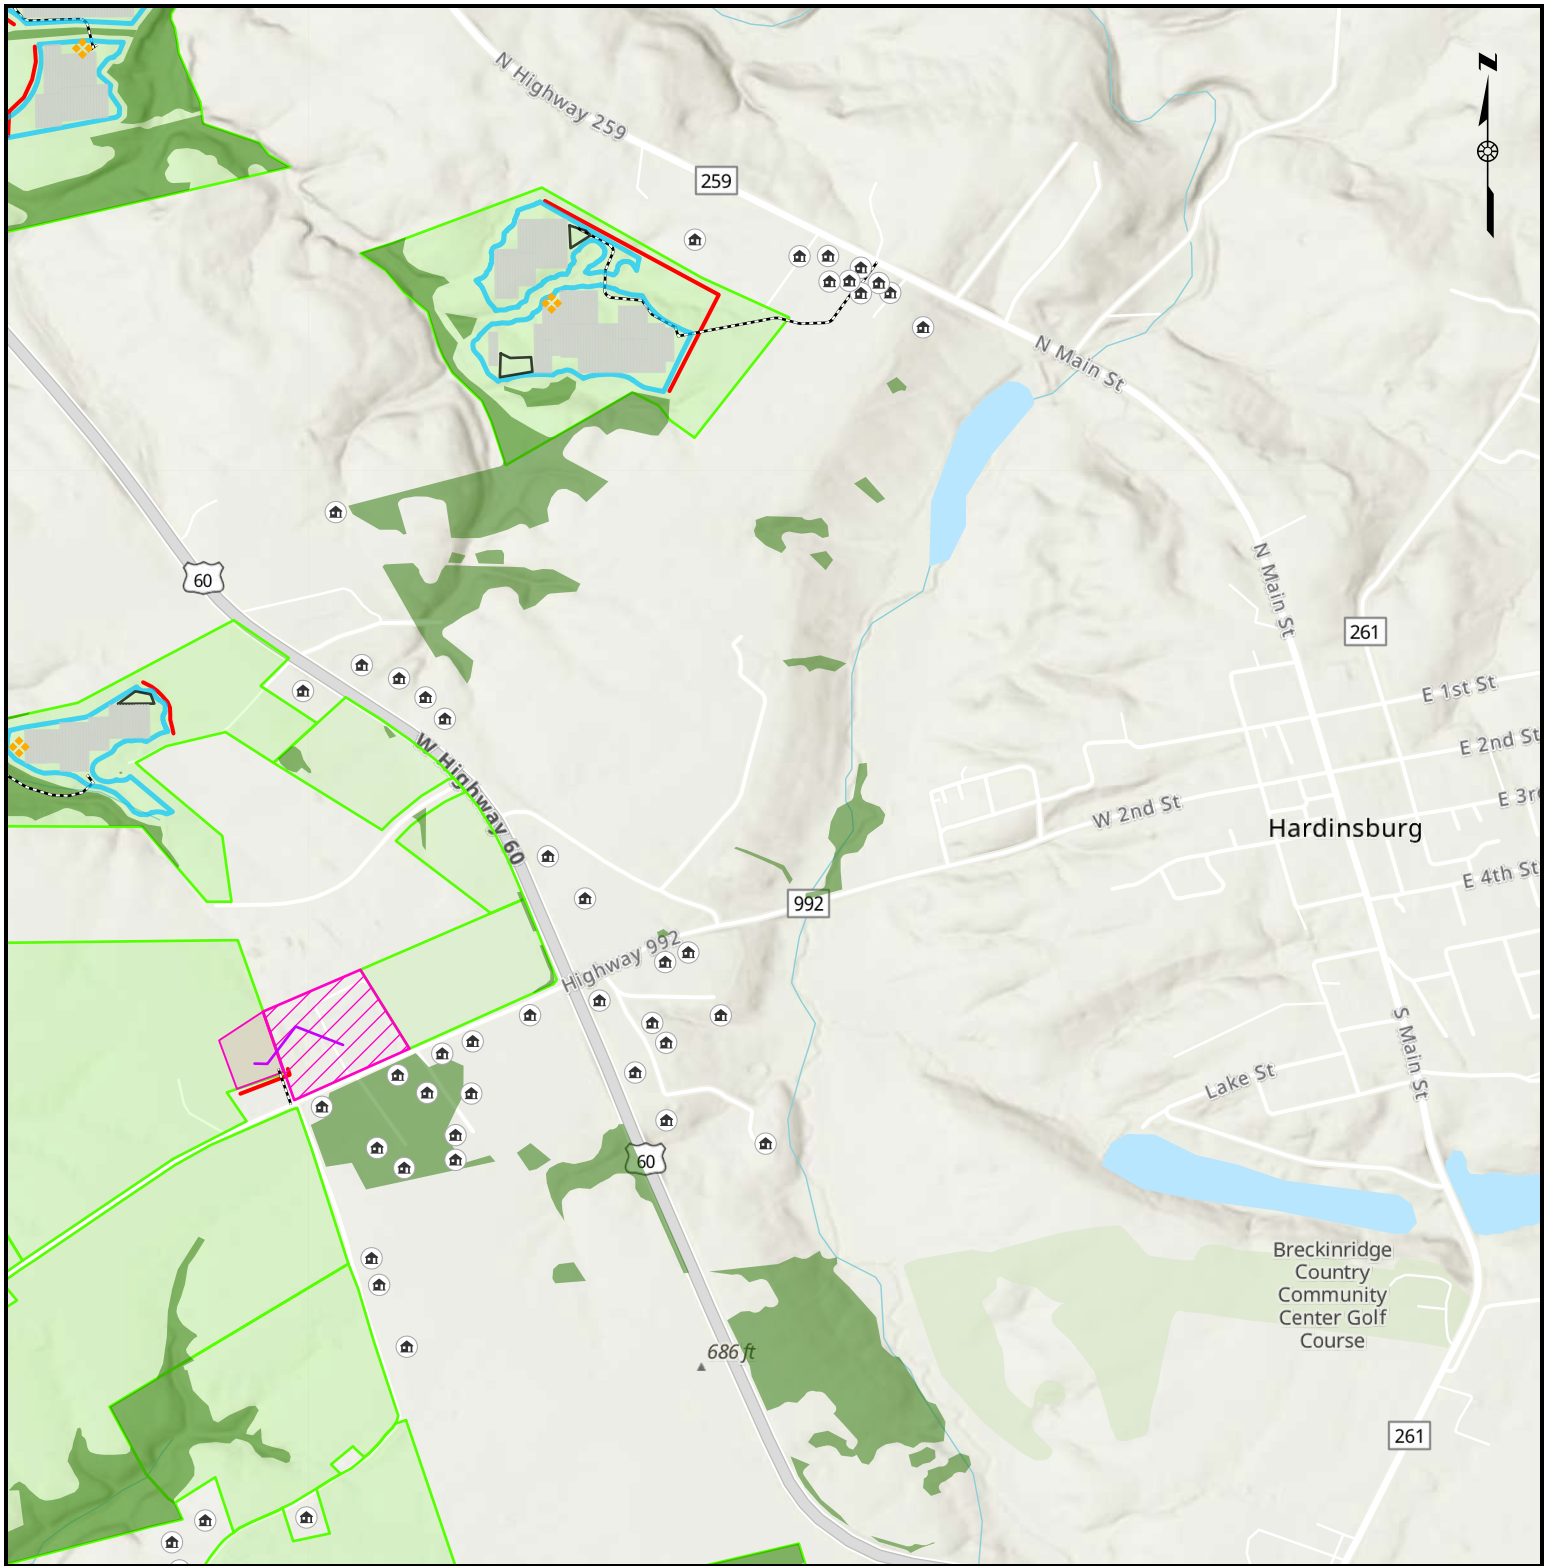 N
N Highway 259
259
N Main St
60
N Main St
261
E 1st St
E 2nd St
W Highway 60
E 3r
W 2nd St
Hardinsburg
E 4th St
992
Highway 992
S Main St
Lake St
60
Breckinridge
Country
Community
Center Golf
Course
686 ft
261